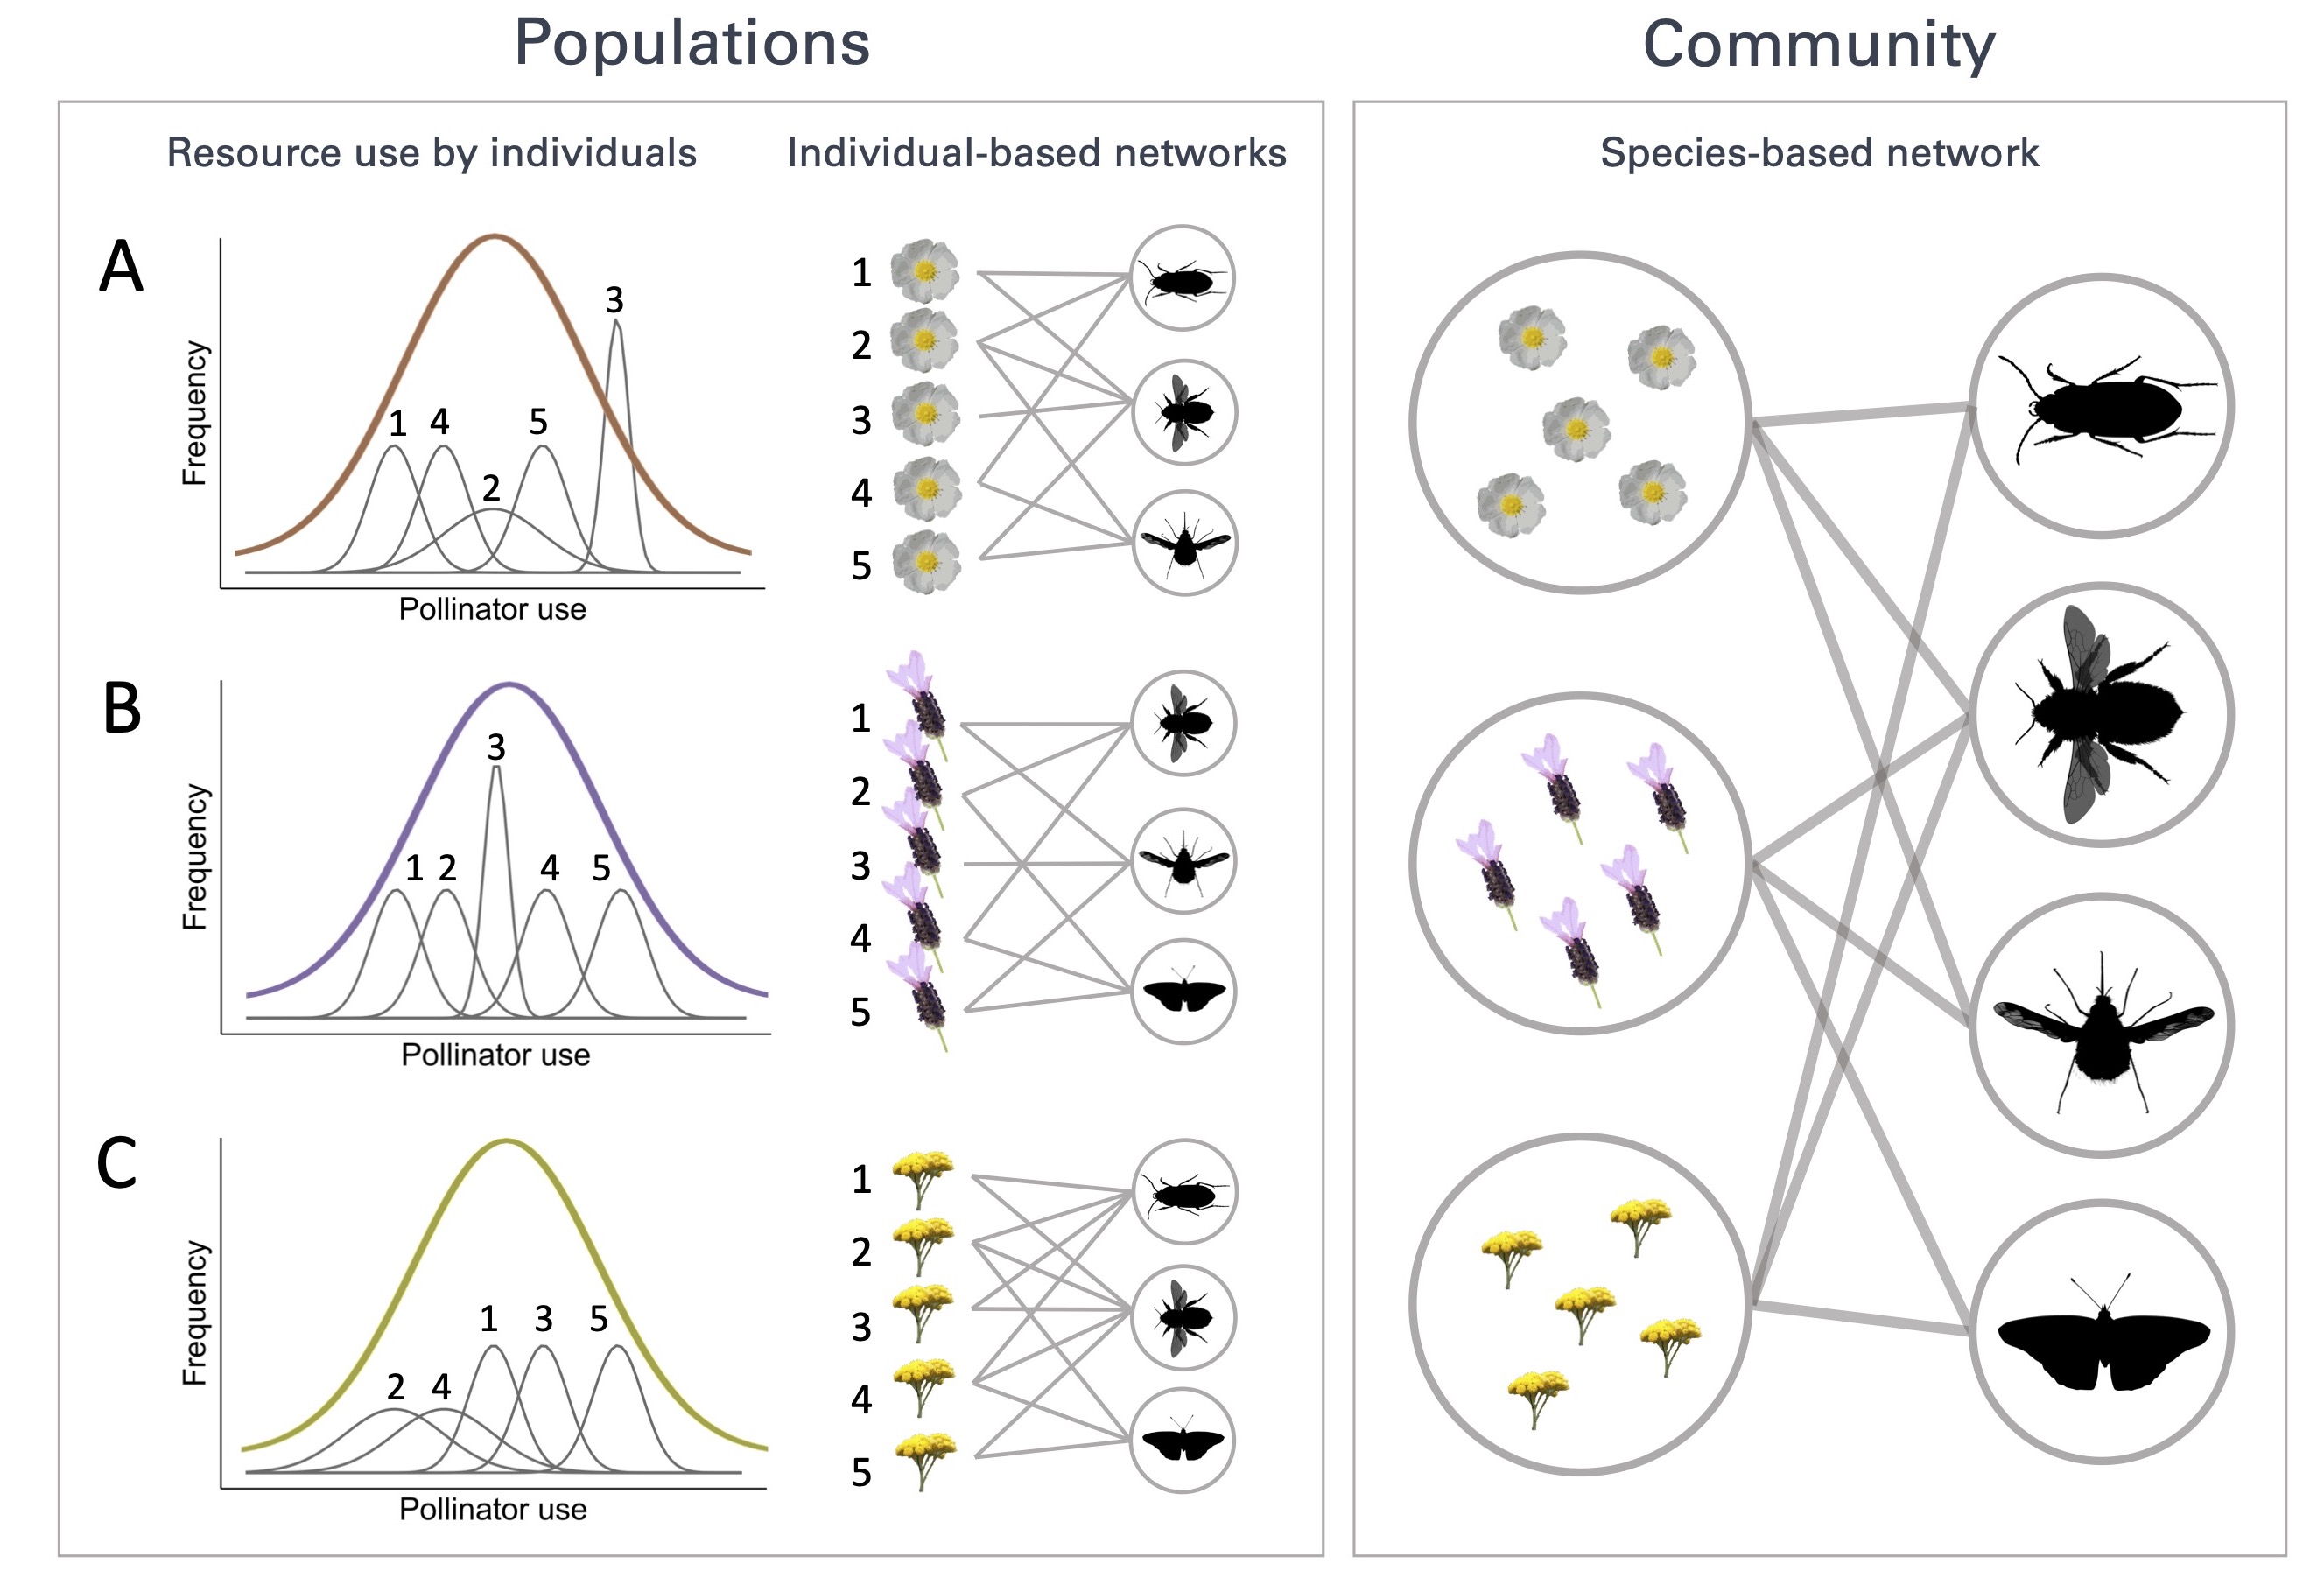 Populations
Community
Resource use by individuals
Individual-based networks
Species-based network
A
Frequency
1 4 2 5 3
Pollinator use
1
2
3
4
5
B
Frequency
1 2 3 4 5
Pollinator use
1
2
3
4
5
C
Frequency
2 4 1 3 5
Pollinator use
1
2
3
4
5